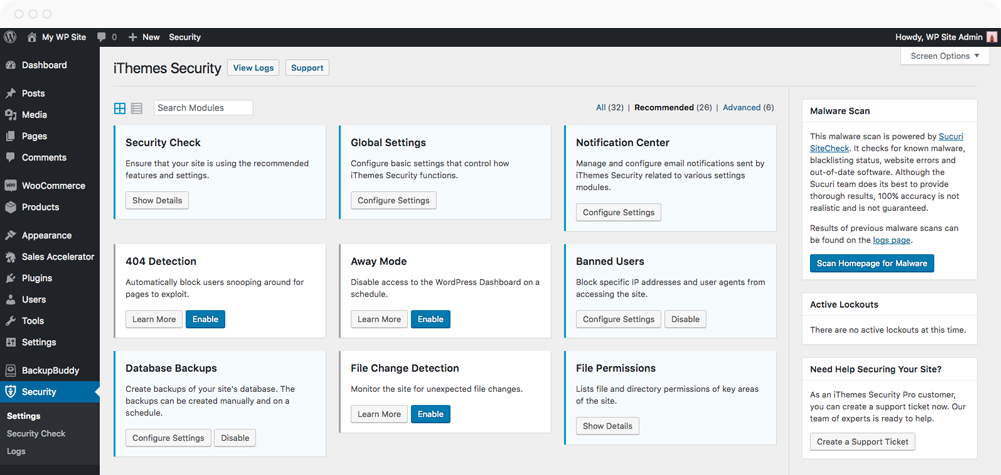 My WP Site 0 New Security Howdy, WP Site Admin
Screen Options
Dashboard
Posts
Media
Pages
Comments
WooCommerce
Products
Appearance
Sales Accelerator
Plugins
Users
Tools
Settings
BackupBuddy
Security
Settings
Security Check
Logs
iThemes Security View Logs Support
Search Modules
All (32) | Recommended (26) | Advanced (6)
Security Check
Ensure that your site is using the recommended
features and settings.
Show Details
Global Settings
Configure basic settings that control how
iThemes Security functions.
Configure Settings
Notification Center
Manage and configure email notifications sent by
iThemes Security related to various settings
modules.
Configure Settings
404 Detection
Automatically block users snooping around for
pages to exploit.
Learn More Enable
Away Mode
Disable access to the WordPress Dashboard on a
schedule.
Learn More Enable
Banned Users
Block specific IP addresses and user agents from
accessing the site.
Configure Settings Disable
Database Backups
Create backups of your site's database. The
backups can be created manually and on a
schedule.
Configure Settings Disable
File Change Detection
Monitor the site for unexpected file changes.
Learn More Enable
File Permissions
Lists file and directory permissions of key areas
of the site.
Show Details
Malware Scan
This malware scan is powered by Sucuri
SiteCheck. It checks for known malware,
blacklisting status, website errors and
out-of-date software. Although the
Sucuri team does its best to provide
thorough results, 100% accuracy is not
realistic and is not guaranteed.
Results of previous malware scans can
be found on the logs page.
Scan Homepage for Malware
Active Lockouts
There are no active lockouts at this time.
Need Help Securing Your Site?
As an iThemes Security Pro customer,
you can create a support ticket now. Our
team of experts is ready to help.
Create a Support Ticket